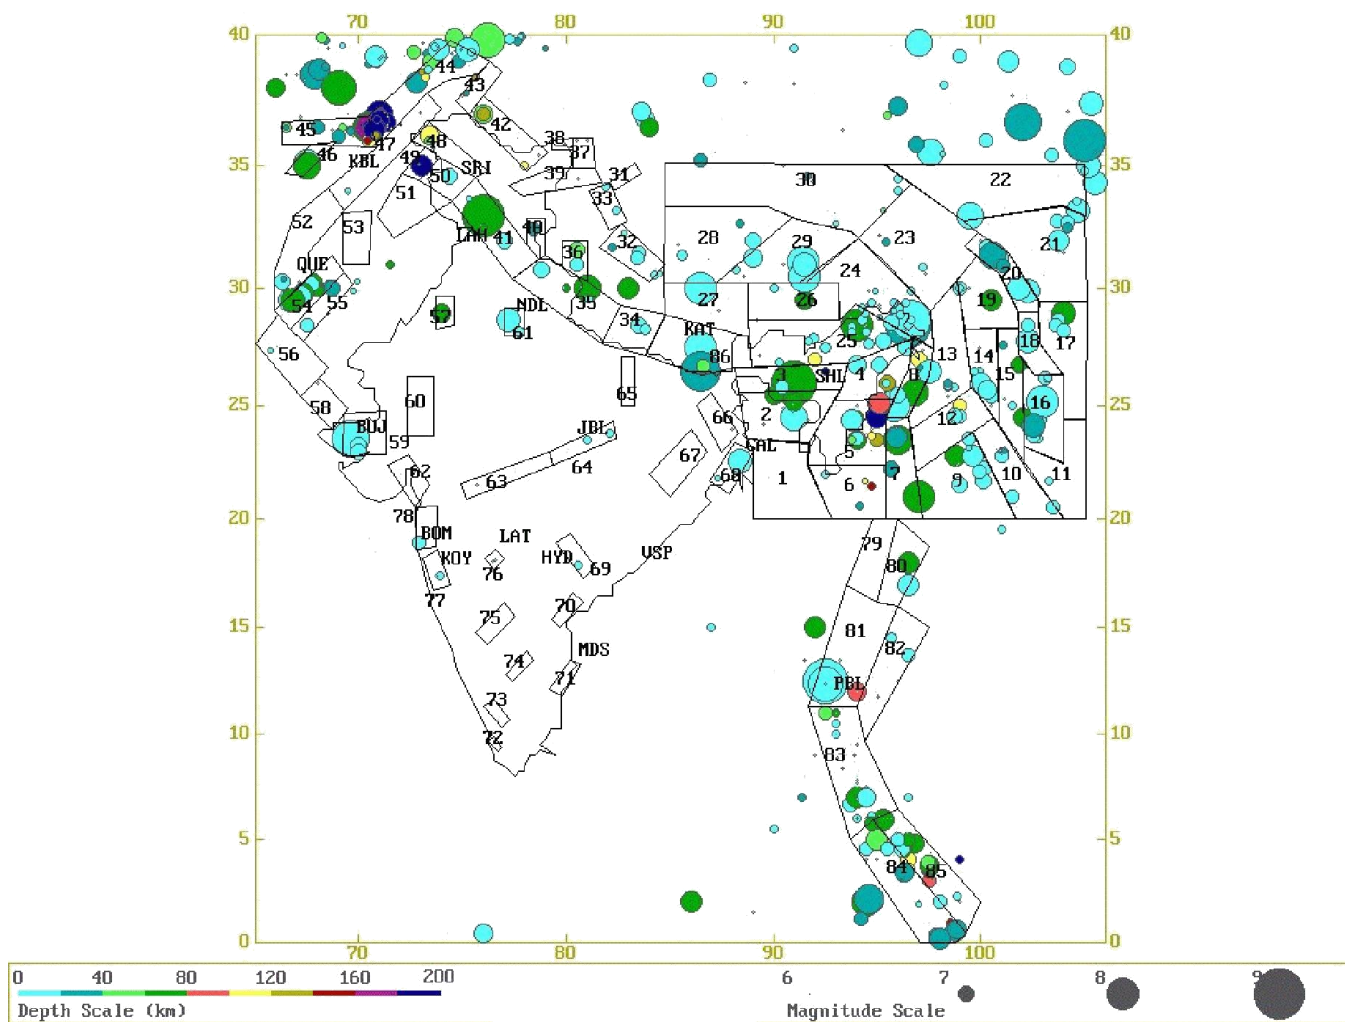 70 80 90 100
40 40
44
43
45 42
47 48 38
46 KBL 49 SRI 37
35 50 39 31 30 22 35
51 33
52 53
LAH 41 40 32 28 29 23 21
36
QUE 24 20
30 54 55 35 27 26 19 30
57 NDL 34 KAT 25 18 17
61
56 86 3 SHL 4 8 13 14 15
65
58 60 66 2 12 16
25 BUJ JDL 25
59 CAL 5
62 64 67 10 11
63 68 1 6 7 9
78
20 BOM LAT 20
KOY HYD VSP 79
76 69 80
77
70
75
15 81 15
MDS 82
74 71
73 PBL
10 72 10
83
5 5
84 85
0 0
70 80 90 100
0 40 80 120 160 200 6 7 8 9
Depth Scale (km) Magnitude Scale